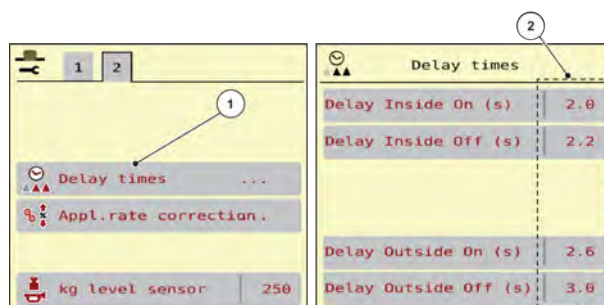 1 2
1
Delay times ...
Appl.rate correction.
kg level sensor 250
2
Delay times
Delay Inside On (s) 2.0
Delay Inside Off (s) 2.2
Delay Outside On (s) 2.6
Delay Outside Off (s) 3.0